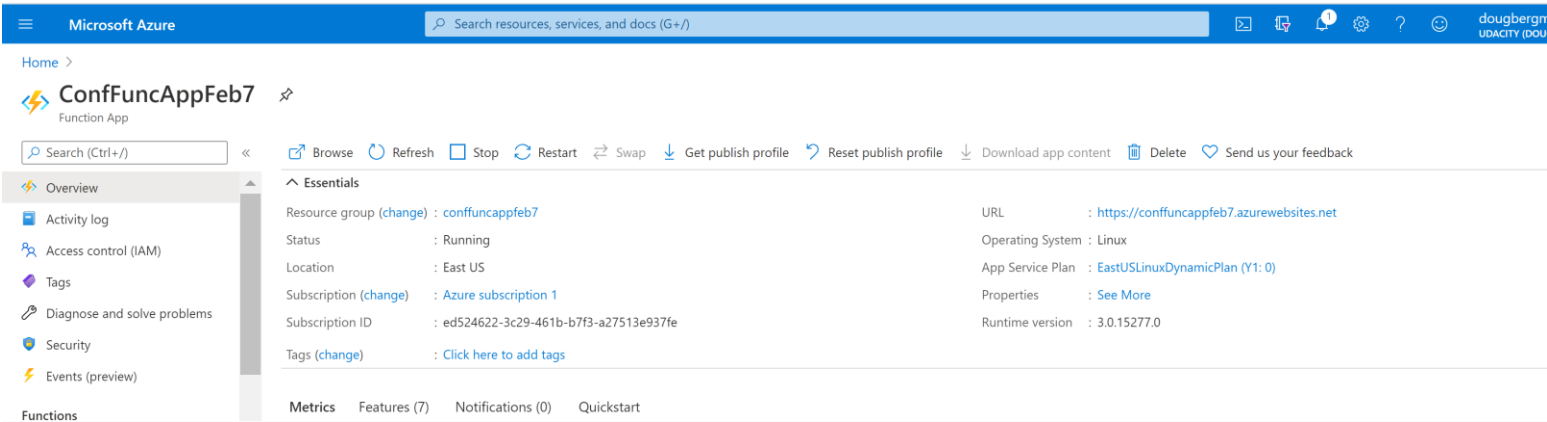 Microsoft Azure
Search resources, services, and docs (G+/)
1
UDACITY (DOU
Home >
ConfFuncAppFeb7
Function App
Search (Ctrl+/) «
Browse Refresh Stop Restart Swap Get publish profile Reset publish profile Download app content Delete Send us your feedback
Overview
Activity log
Access control (IAM)
Tags
Diagnose and solve problems
Security
Events (preview)
Functions
Essentials
Resource group (change) : conffuncappfeb7
Status : Running
Location : East US
Subscription (change) : Azure subscription 1
Subscription ID : ed524622-3c29-461b-b7f3-a27513e937fe
Tags (change) : Click here to add tags
URL : https://conffuncappfeb7.azurewebsites.net
Operating System : Linux
App Service Plan : EastUSLinuxDynamicPlan (Y1: 0)
Properties : See More
Runtime version : 3.0.15277.0
Metrics Features (7) Notifications (0) Quickstart